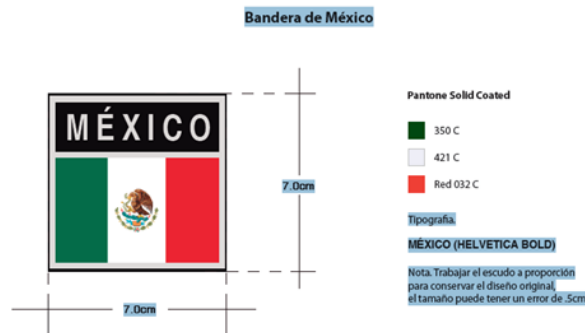 Bandera de México
MÉXICO
7.0cm
7.0cm
Pantone Solid Coated
350 C
421 C
Red 032 C
Tipografia.
MÉXICO (HELVETICA BOLD)
Nota. Trabajar el escudo a proporción
para conservar el diseño original,
el tamaño puede tener un error de .5cm